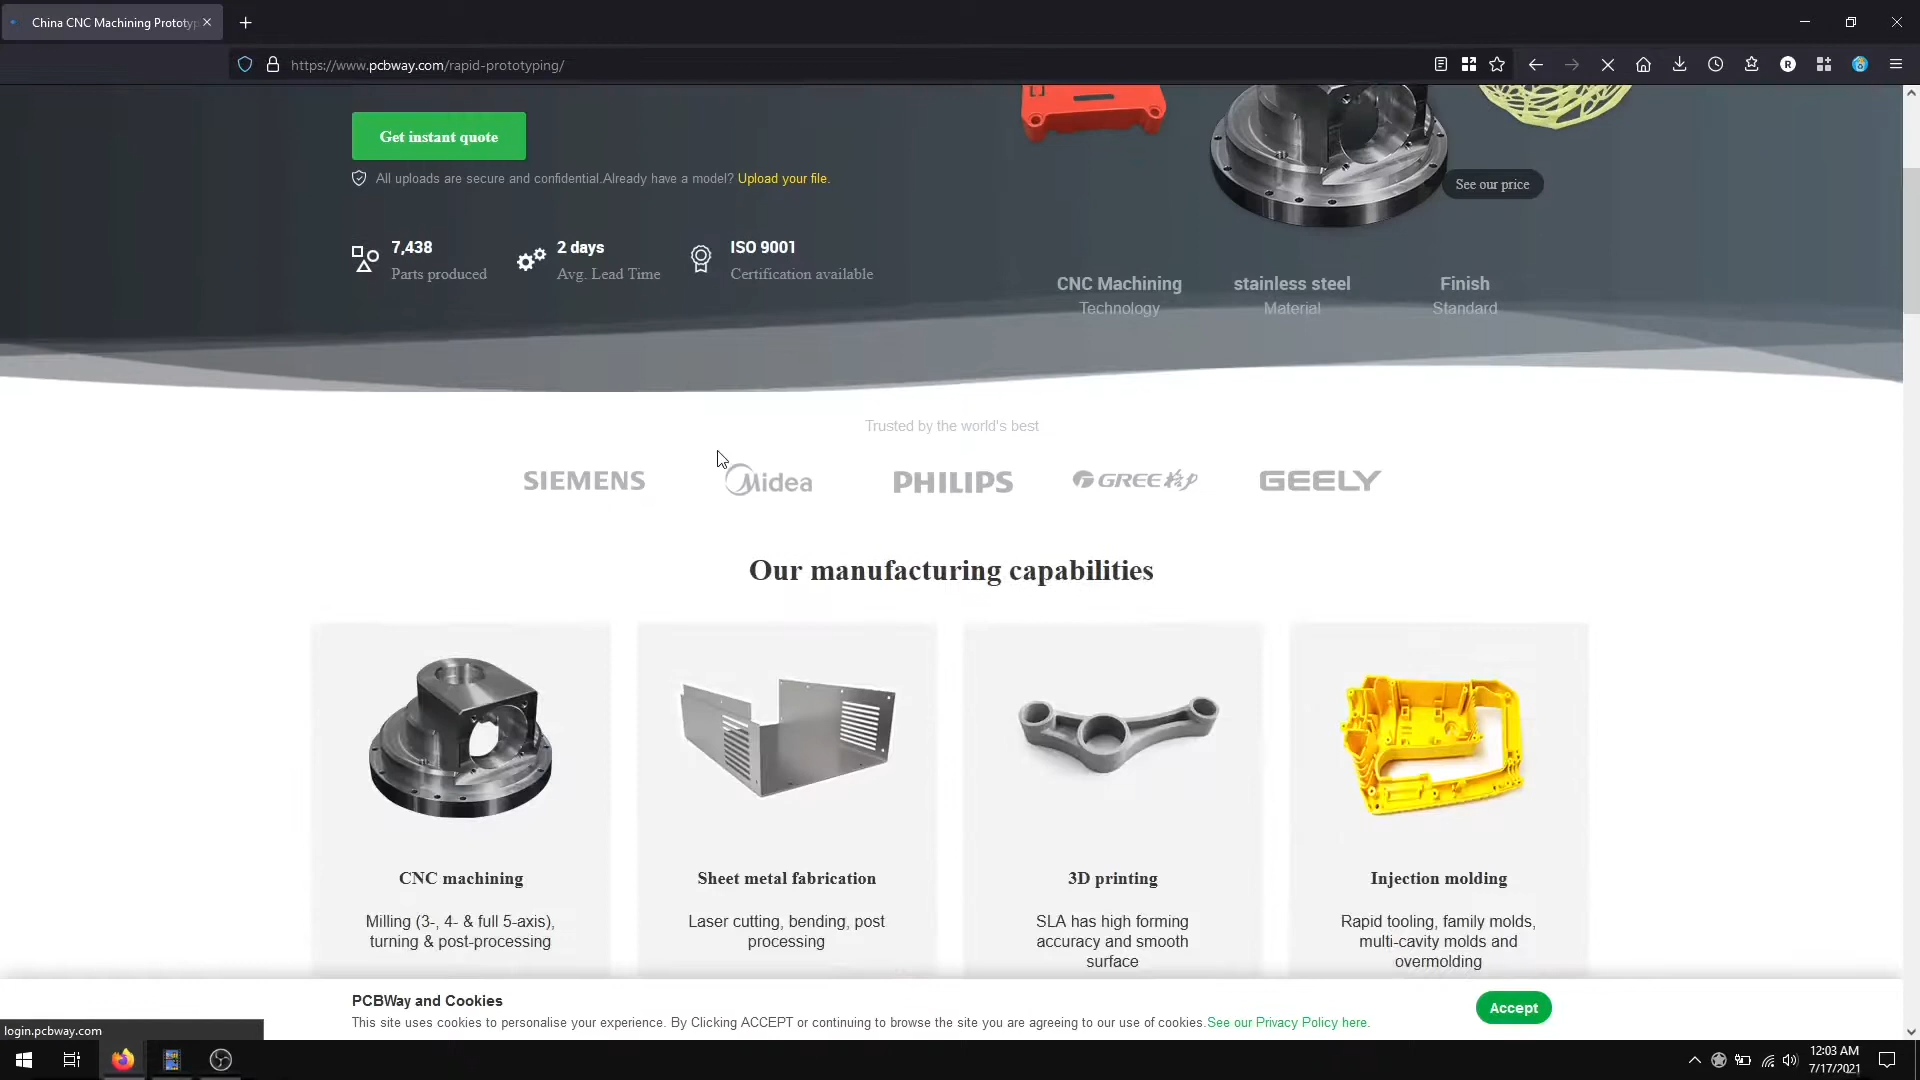 China CNC Machining Prototyp
https://www.pcbway.com/rapid-prototyping/
Get instant quote
All uploads are secure and confidential.Already have a model? Upload your file.
See our price
7,438
Parts produced
2 days
Avg. Lead Time
ISO 9001
Certification available
CNC Machining
Technology
stainless steel
Material
Finish
Standard
Trusted by the world's best
SIEMENS
Midea
PHILIPS
GREE 格力
GEELY
Our manufacturing capabilities
CNC machining
Milling (3-, 4- & full 5-axis),
turning & post-processing
Sheet metal fabrication
Laser cutting, bending, post
processing
3D printing
SLA has high forming
accuracy and smooth
surface
Injection molding
Rapid tooling, family molds,
multi-cavity molds and
overmolding
PCBWay and Cookies
This site uses cookies to personalise your experience. By Clicking ACCEPT or continuing to browse the site you are agreeing to our use of cookies.See our Privacy Policy here.
Accept
login.pcbway.com
12:03 AM
7/17/2021